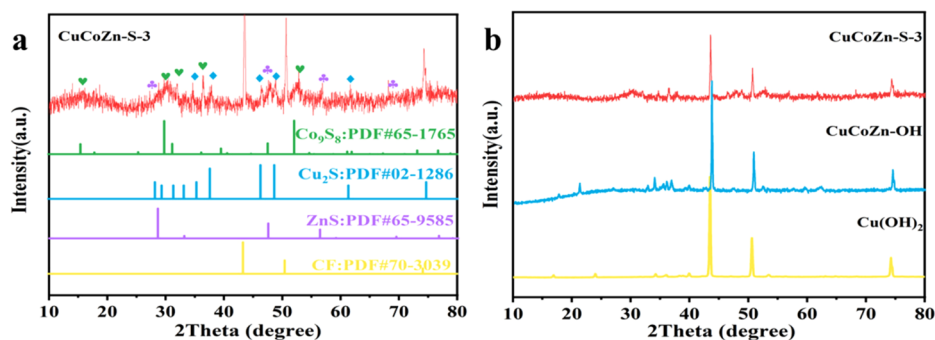 a
CuCoZn-S-3
Co₉S₈:PDF#65-1765
Cu₂S:PDF#02-1286
ZnS:PDF#65-9585
CF:PDF#70-3039
Intensity(a.u.)
10 20 30 40 50 60 70 80
2Theta (degree)
b
CuCoZn-S-3
CuCoZn-OH
Cu(OH)₂
Intensity(a.u.)
10 20 30 40 50 60 70 80
2Theta (degree)